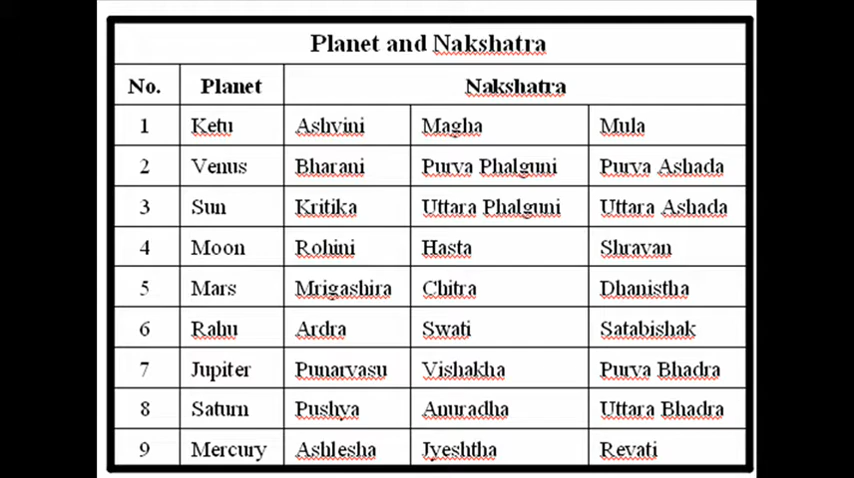 Planet and Nakshatra
No. Planet Nakshatra
1 Ketu Ashvini Magha Mula
2 Venus Bharani Purva Phalguni Purva Ashada
3 Sun Kritika Uttara Phalguni Uttara Ashada
4 Moon Rohini Hasta Shravan
5 Mars Mrigashira Chitra Dhanistha
6 Rahu Ardra Swati Satabishak
7 Jupiter Punarvasu Vishakha Purva Bhadra
8 Saturn Pushya Anuradha Uttara Bhadra
9 Mercury Ashlesha Jyeshtha Revati